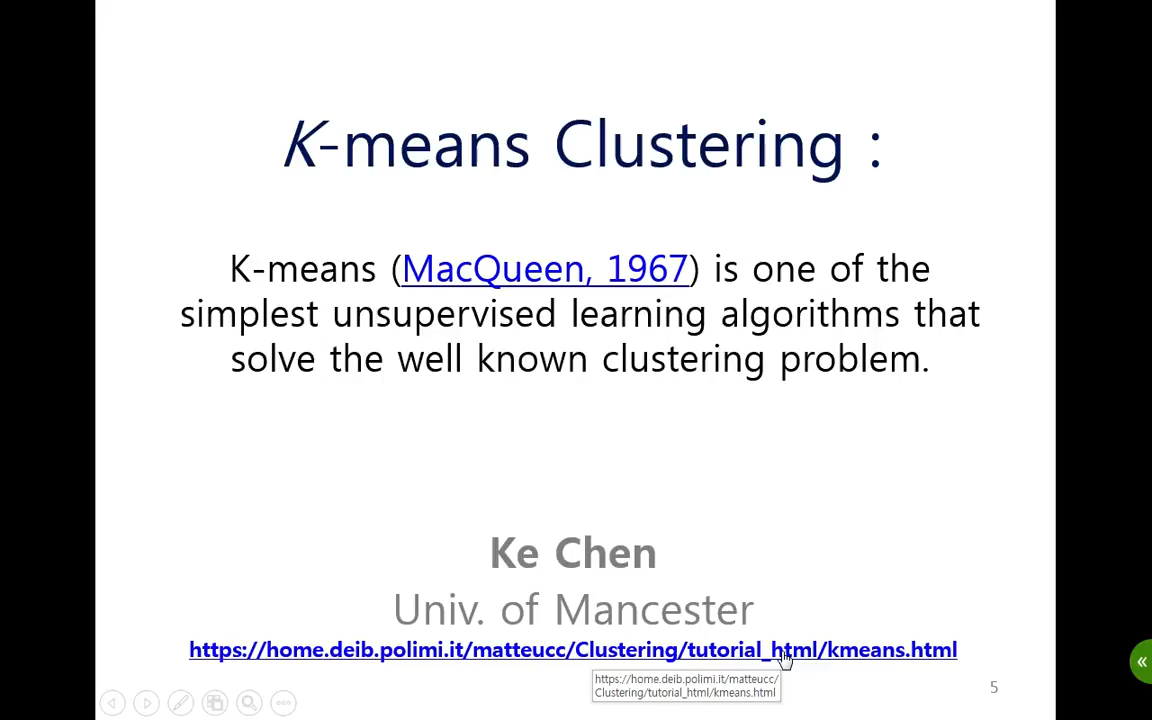 K-means Clustering :
K-means (MacQueen, 1967) is one of the
simplest unsupervised learning algorithms that
solve the well known clustering problem.
Ke Chen
Univ. of Mancester
https://home.deib.polimi.it/matteucc/Clustering/tutorial_html/kmeans.html
https://home.deib.polimi.it/matteucc/
Clustering/tutorial_html/kmeans.html
5
«